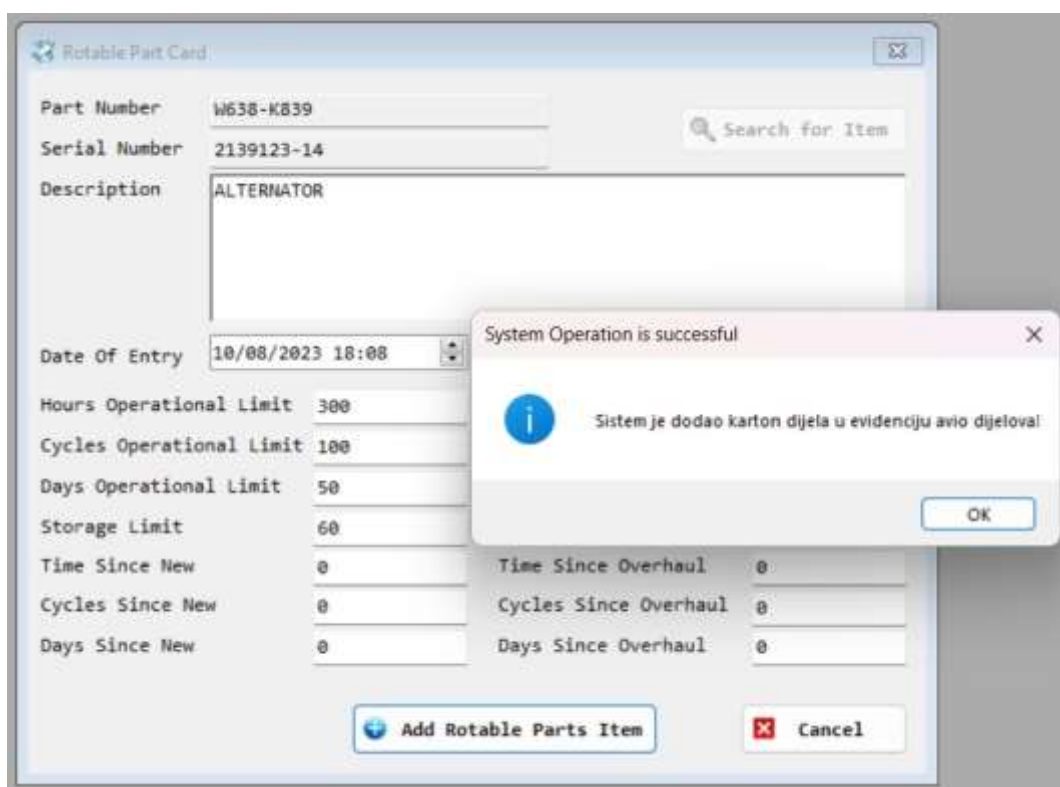 Rotable Part Card
Part Number W638-K839
Search for Item
Serial Number 2139123-14
Description ALTERNATOR
System Operation is successful
Date Of Entry 10/08/2023 18:08
Sistem je dodao karton dijela u evidenciju avio dijelova!
Hours Operational Limit 300
Cycles Operational Limit 100
Days Operational Limit 50
OK
Storage Limit 60
Time Since New 0 Time Since Overhaul 0
Cycles Since New 0 Cycles Since Overhaul 0
Days Since New 0 Days Since Overhaul 0
Add Rotable Parts Item Cancel